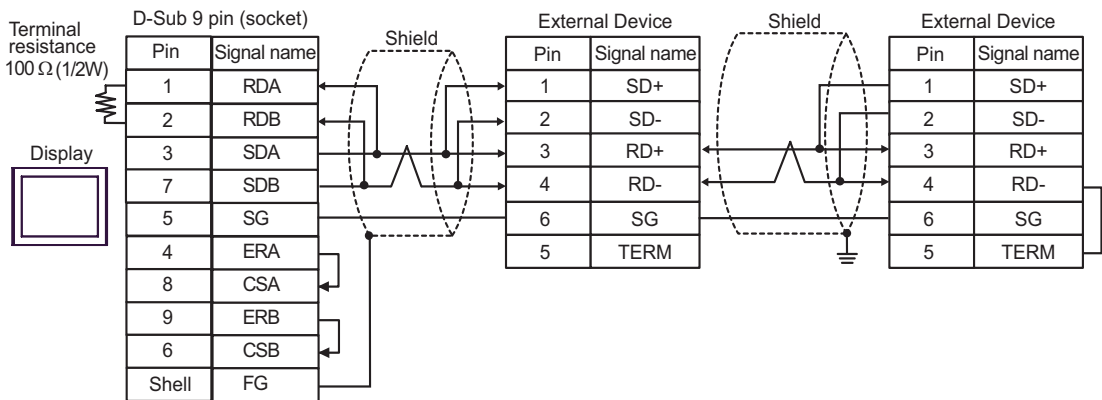 Terminal
resistance
100 Ω (1/2W)
Display
D-Sub 9 pin (socket)
Pin Signal name
1 RDA
2 RDB
3 SDA
7 SDB
5 SG
4 ERA
8 CSA
9 ERB
6 CSB
Shell FG
Shield
External Device
Pin Signal name
1 SD+
2 SD-
3 RD+
4 RD-
6 SG
5 TERM
Shield
External Device
Pin Signal name
1 SD+
2 SD-
3 RD+
4 RD-
6 SG
5 TERM